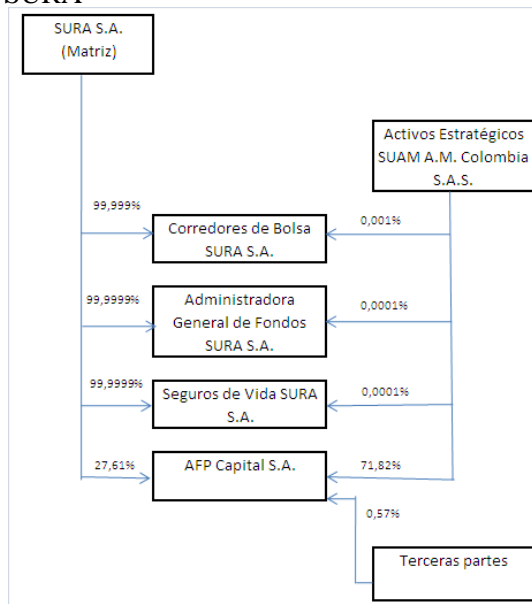 SURA
SURA S.A.
(Matriz)
Activos Estratégicos
SUAM A.M. Colombia
S.A.S.
99,999%
0,001%
Corredores de Bolsa
SURA S.A.
99,9999%
0,0001%
Administradora
General de Fondos
SURA S.A.
99,9999%
0,0001%
Seguros de Vida SURA
S.A.
27,61%
AFP Capital S.A.
71,82%
0,57%
Terceras partes